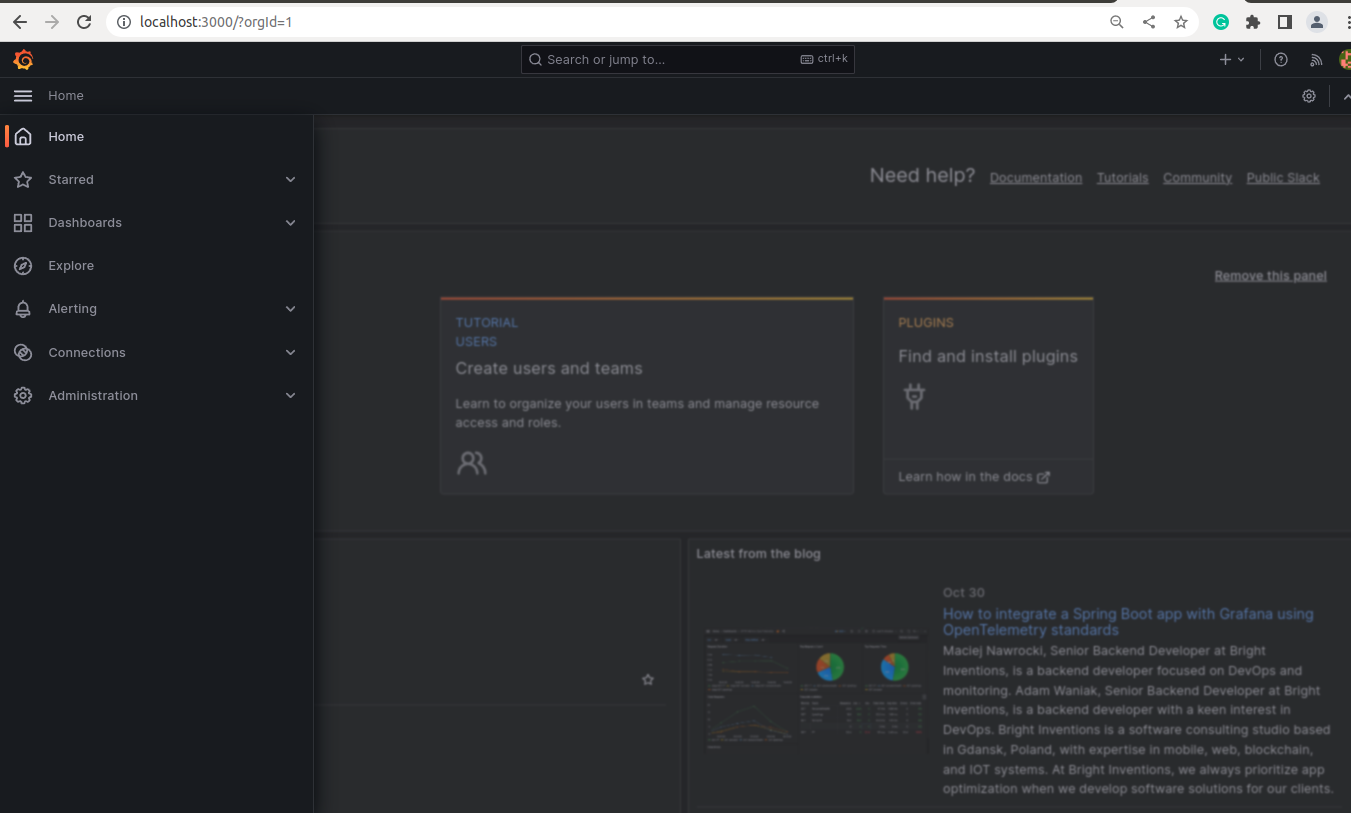 localhost:3000/?orgId=1
Search or jump to...
ctrl+k
Home
Home
Starred
Dashboards
Explore
Alerting
Connections
Administration
Need help? Documentation Tutorials Community Public Slack
Remove this panel
TUTORIAL
USERS
Create users and teams
Learn to organize your users in teams and manage resource
access and roles.
PLUGINS
Find and install plugins
Learn how in the docs
Latest from the blog
Oct 30
How to integrate a Spring Boot app with Grafana using
OpenTelemetry standards
Maciej Nawrocki, Senior Backend Developer at Bright
Inventions, is a backend developer focused on DevOps and
monitoring. Adam Waniak, Senior Backend Developer at Bright
Inventions, is a backend developer with a keen interest in
DevOps. Bright Inventions is a software consulting studio based
in Gdansk, Poland, with expertise in mobile, web, blockchain,
and IOT systems. At Bright Inventions, we always prioritize app
optimization when we develop software solutions for our clients.